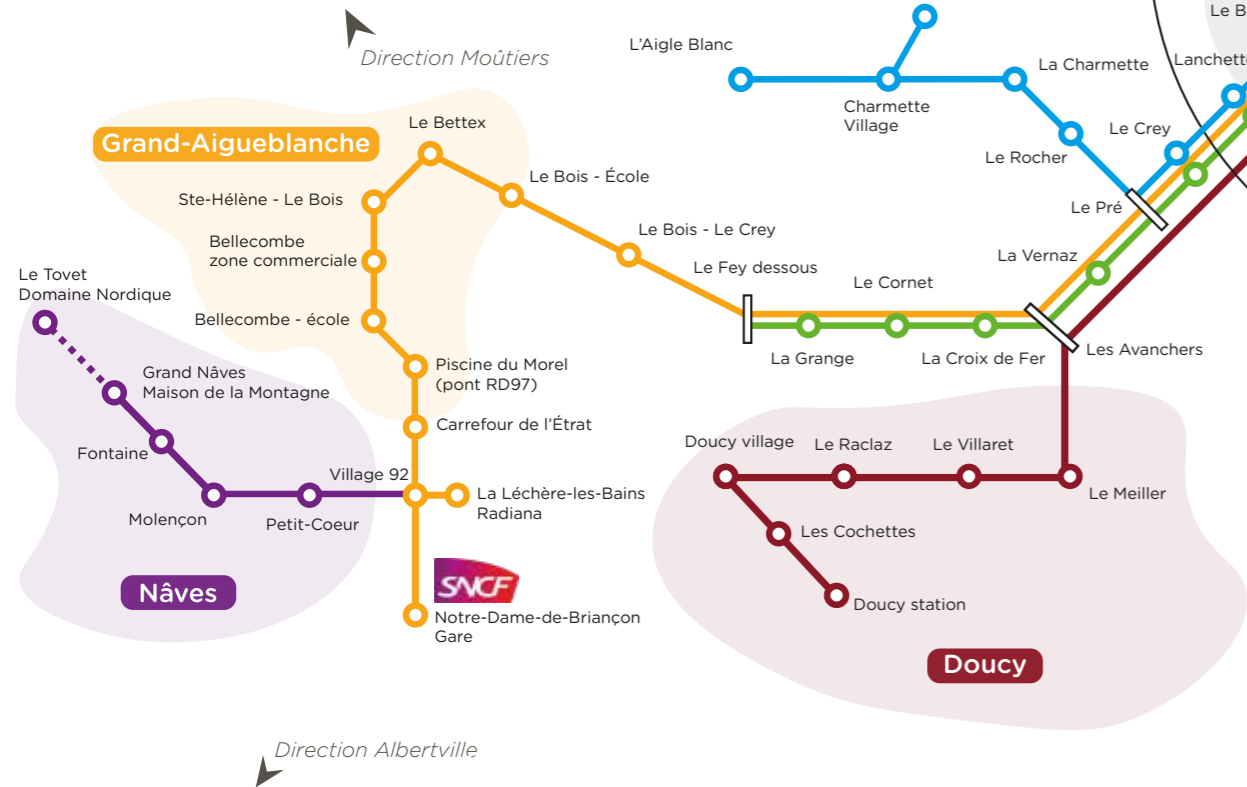 Le B
L'Aigle Blanc
Direction Moûtiers
La Charmette
Charmette
Village
Le Bettex
Le Crey
Grand-Aigueblanche
Le Rocher
Le Bois - École
Ste-Hélène - Le Bois
Le Pré
Le Bois - Le Crey
Bellecombe
zone commerciale
La Vernaz
Le Fey dessous
Le Tovet
Domaine Nordique
Le Cornet
Bellecombe - école
Les Avanchers
La Grange
La Croix de Fer
Piscine du Morel
(pont RD97)
Grand Nâves
Maison de la Montagne
Carrefour de l'Étrat
Doucy village
Le Raclaz
Le Villaret
Fontaine
Village 92
La Léchère-les-Bains
Radiana
Le Meiller
Molençon
Petit-Coeur
Les Cochettes
SNCF
Nâves
Doucy station
Notre-Dame-de-Briançon
Gare
Doucy
Direction Albertville